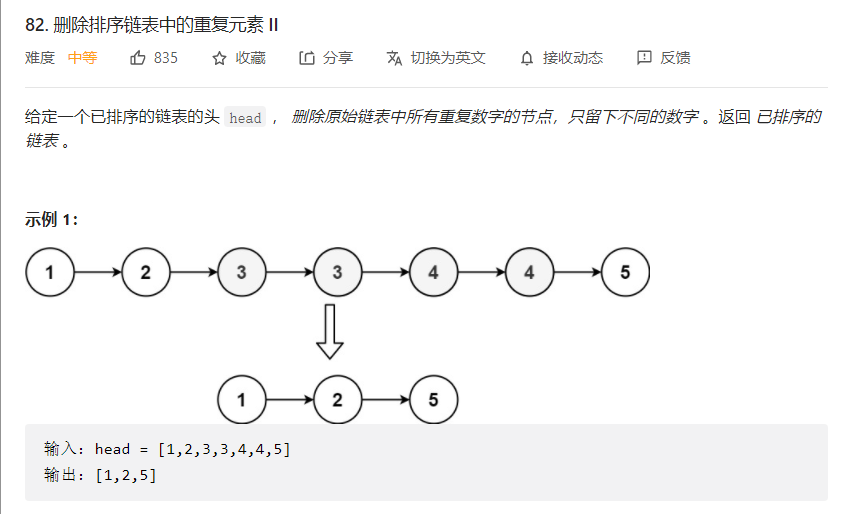 82. 删除排序链表中的重复元素 II
难度 中等 835 收藏 分享 切换为英文 接收动态 反馈
给定一个已排序的链表的头 head ， 删除原始链表中所有重复数字的节点，只留下不同的数字 。返回 已排序的
链表 。
示例 1：
1 2 3 3 4 4 5
1 2 5
输入：head = [1,2,3,3,4,4,5]
输出：[1,2,5]